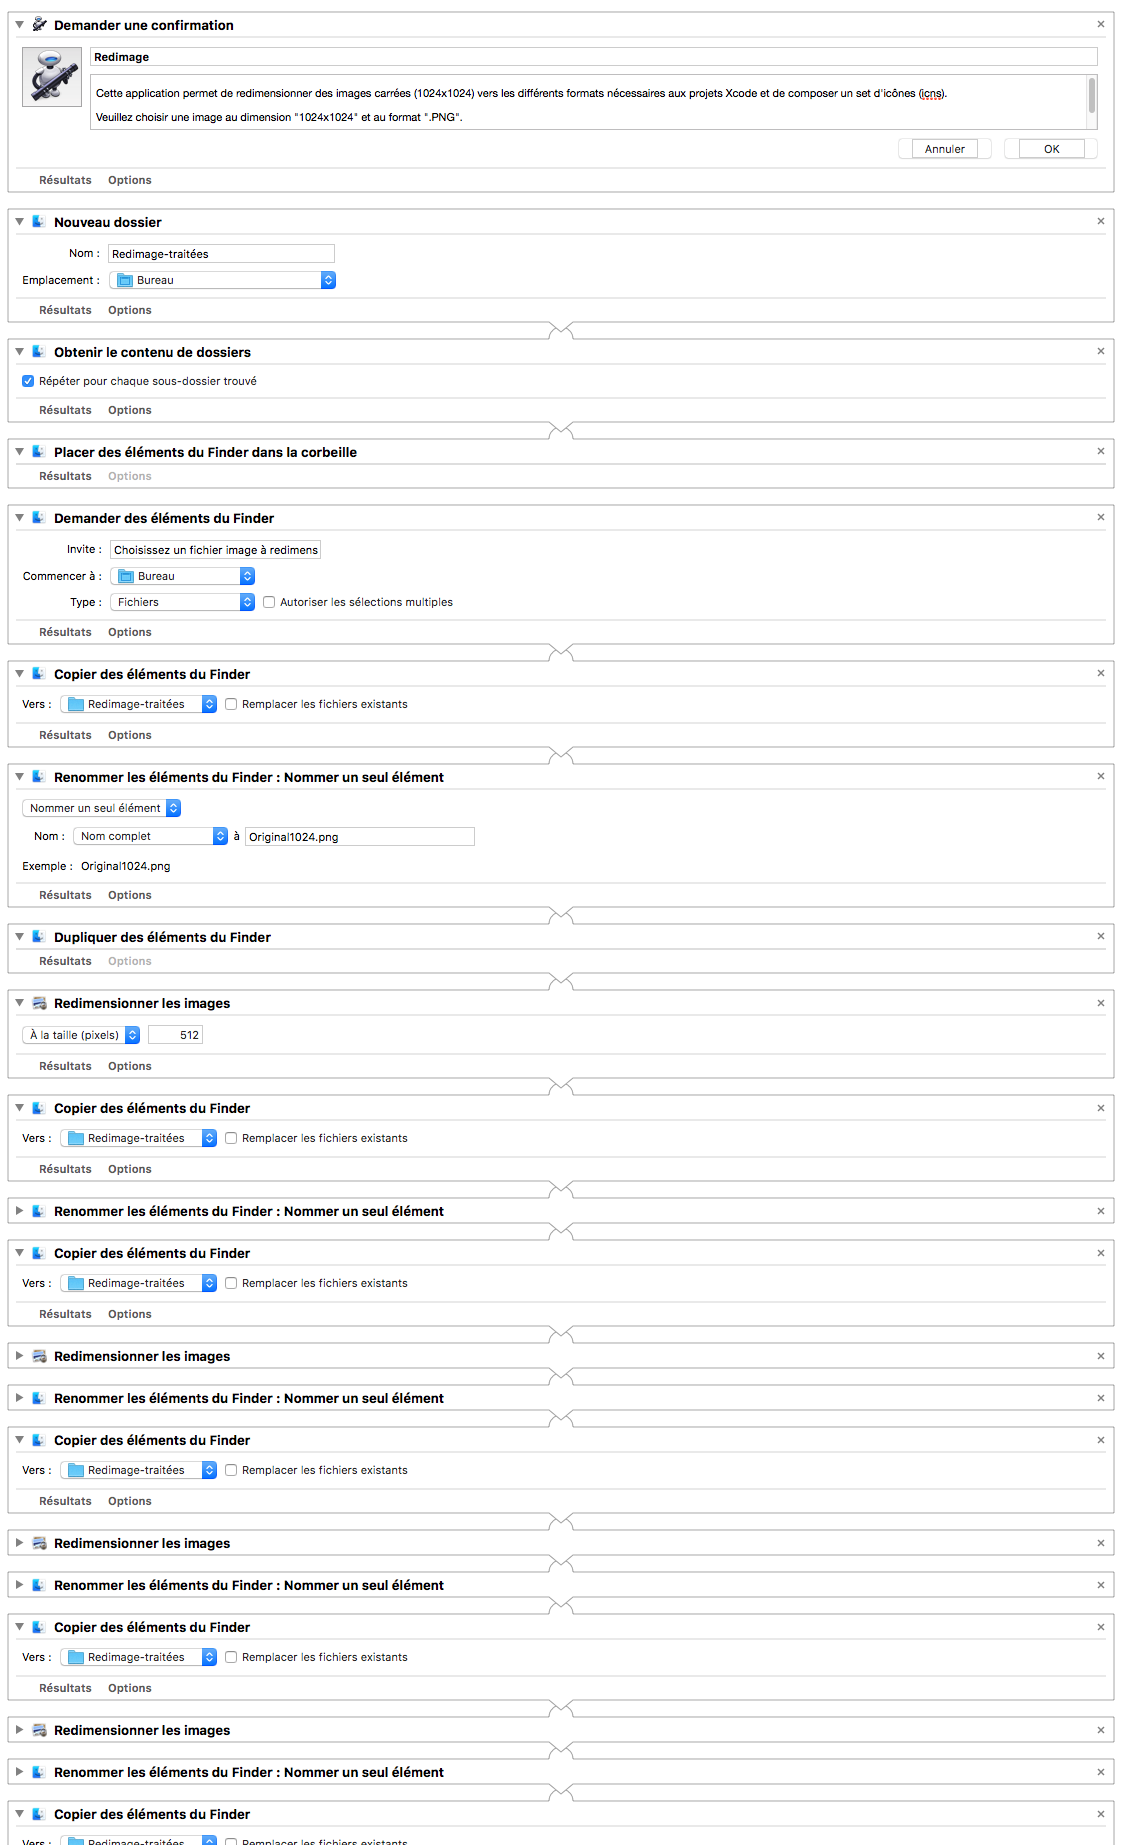 Demander une confirmation
Redimage
Cette application permet de redimensionner des images carrées (1024x1024) vers les différents formats nécessaires aux projets Xcode et de composer un set d'icônes (icns).
Veuillez choisir une image au dimension "1024x1024" et au format ".PNG".
Annuler OK
Résultats Options
Nouveau dossier
Nom : Redimage-traitées
Emplacement : Bureau
Résultats Options
Obtenir le contenu de dossiers
Répéter pour chaque sous-dossier trouvé
Résultats Options
Placer des éléments du Finder dans la corbeille
Résultats Options
Demander des éléments du Finder
Invite : Choisissez un fichier image à redimens
Commencer à : Bureau
Type : Fichiers Autoriser les sélections multiples
Résultats Options
Copier des éléments du Finder
Vers : Redimage-traitées Remplacer les fichiers existants
Résultats Options
Renommer les éléments du Finder : Nommer un seul élément
Nommer un seul élément
Nom : Nom complet à Original1024.png
Exemple : Original1024.png
Résultats Options
Dupliquer des éléments du Finder
Résultats Options
Redimensionner les images
À la taille (pixels) 512
Résultats Options
Copier des éléments du Finder
Vers : Redimage-traitées Remplacer les fichiers existants
Résultats Options
Renommer les éléments du Finder : Nommer un seul élément
Copier des éléments du Finder
Vers : Redimage-traitées Remplacer les fichiers existants
Résultats Options
Redimensionner les images
Renommer les éléments du Finder : Nommer un seul élément
Copier des éléments du Finder
Vers : Redimage-traitées Remplacer les fichiers existants
Résultats Options
Redimensionner les images
Renommer les éléments du Finder : Nommer un seul élément
Copier des éléments du Finder
Vers : Redimage-traitées Remplacer les fichiers existants
Résultats Options
Redimensionner les images
Renommer les éléments du Finder : Nommer un seul élément
Copier des éléments du Finder
Vers : Redimage-traitées Remplacer les fichiers existants